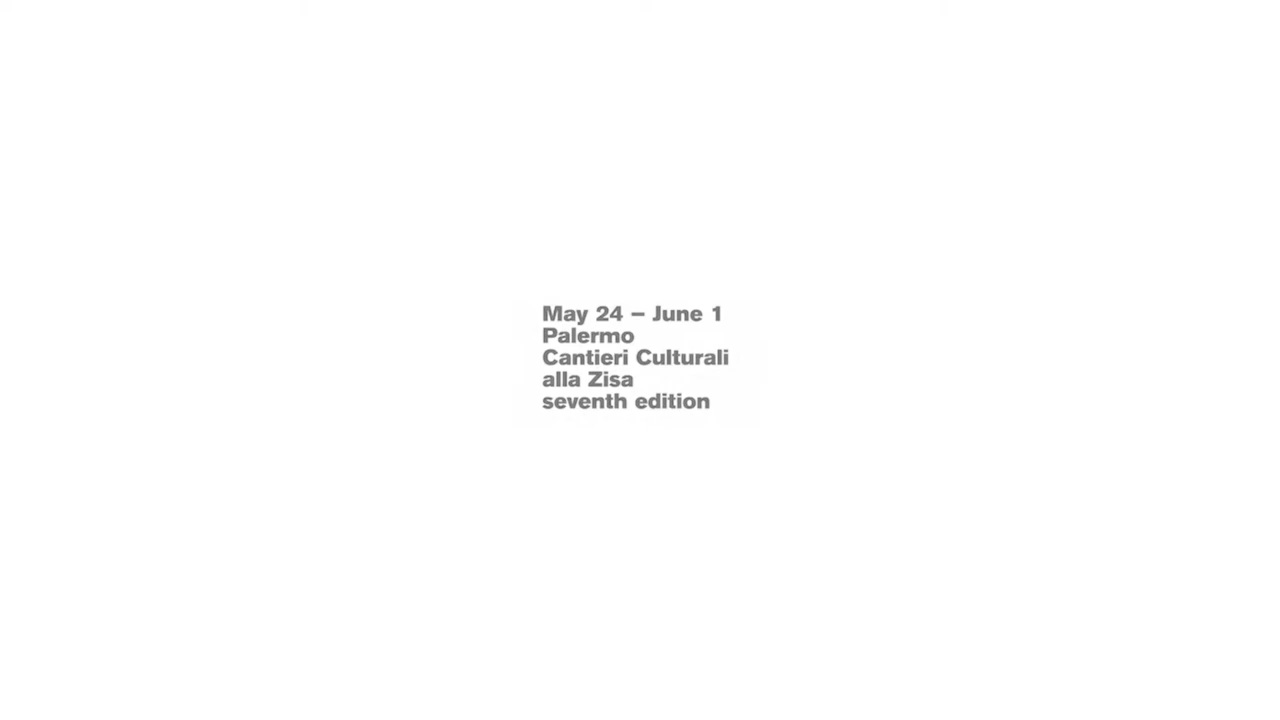 May 24 – June 1
Palermo
Cantieri Culturali
alla Zisa
seventh edition